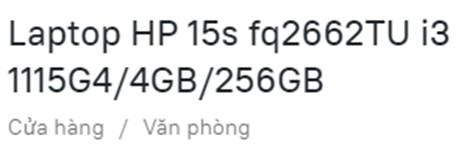 Laptop HP 15s fq2662TU i3
1115G4/4GB/256GB
Cửa hàng / Văn phòng